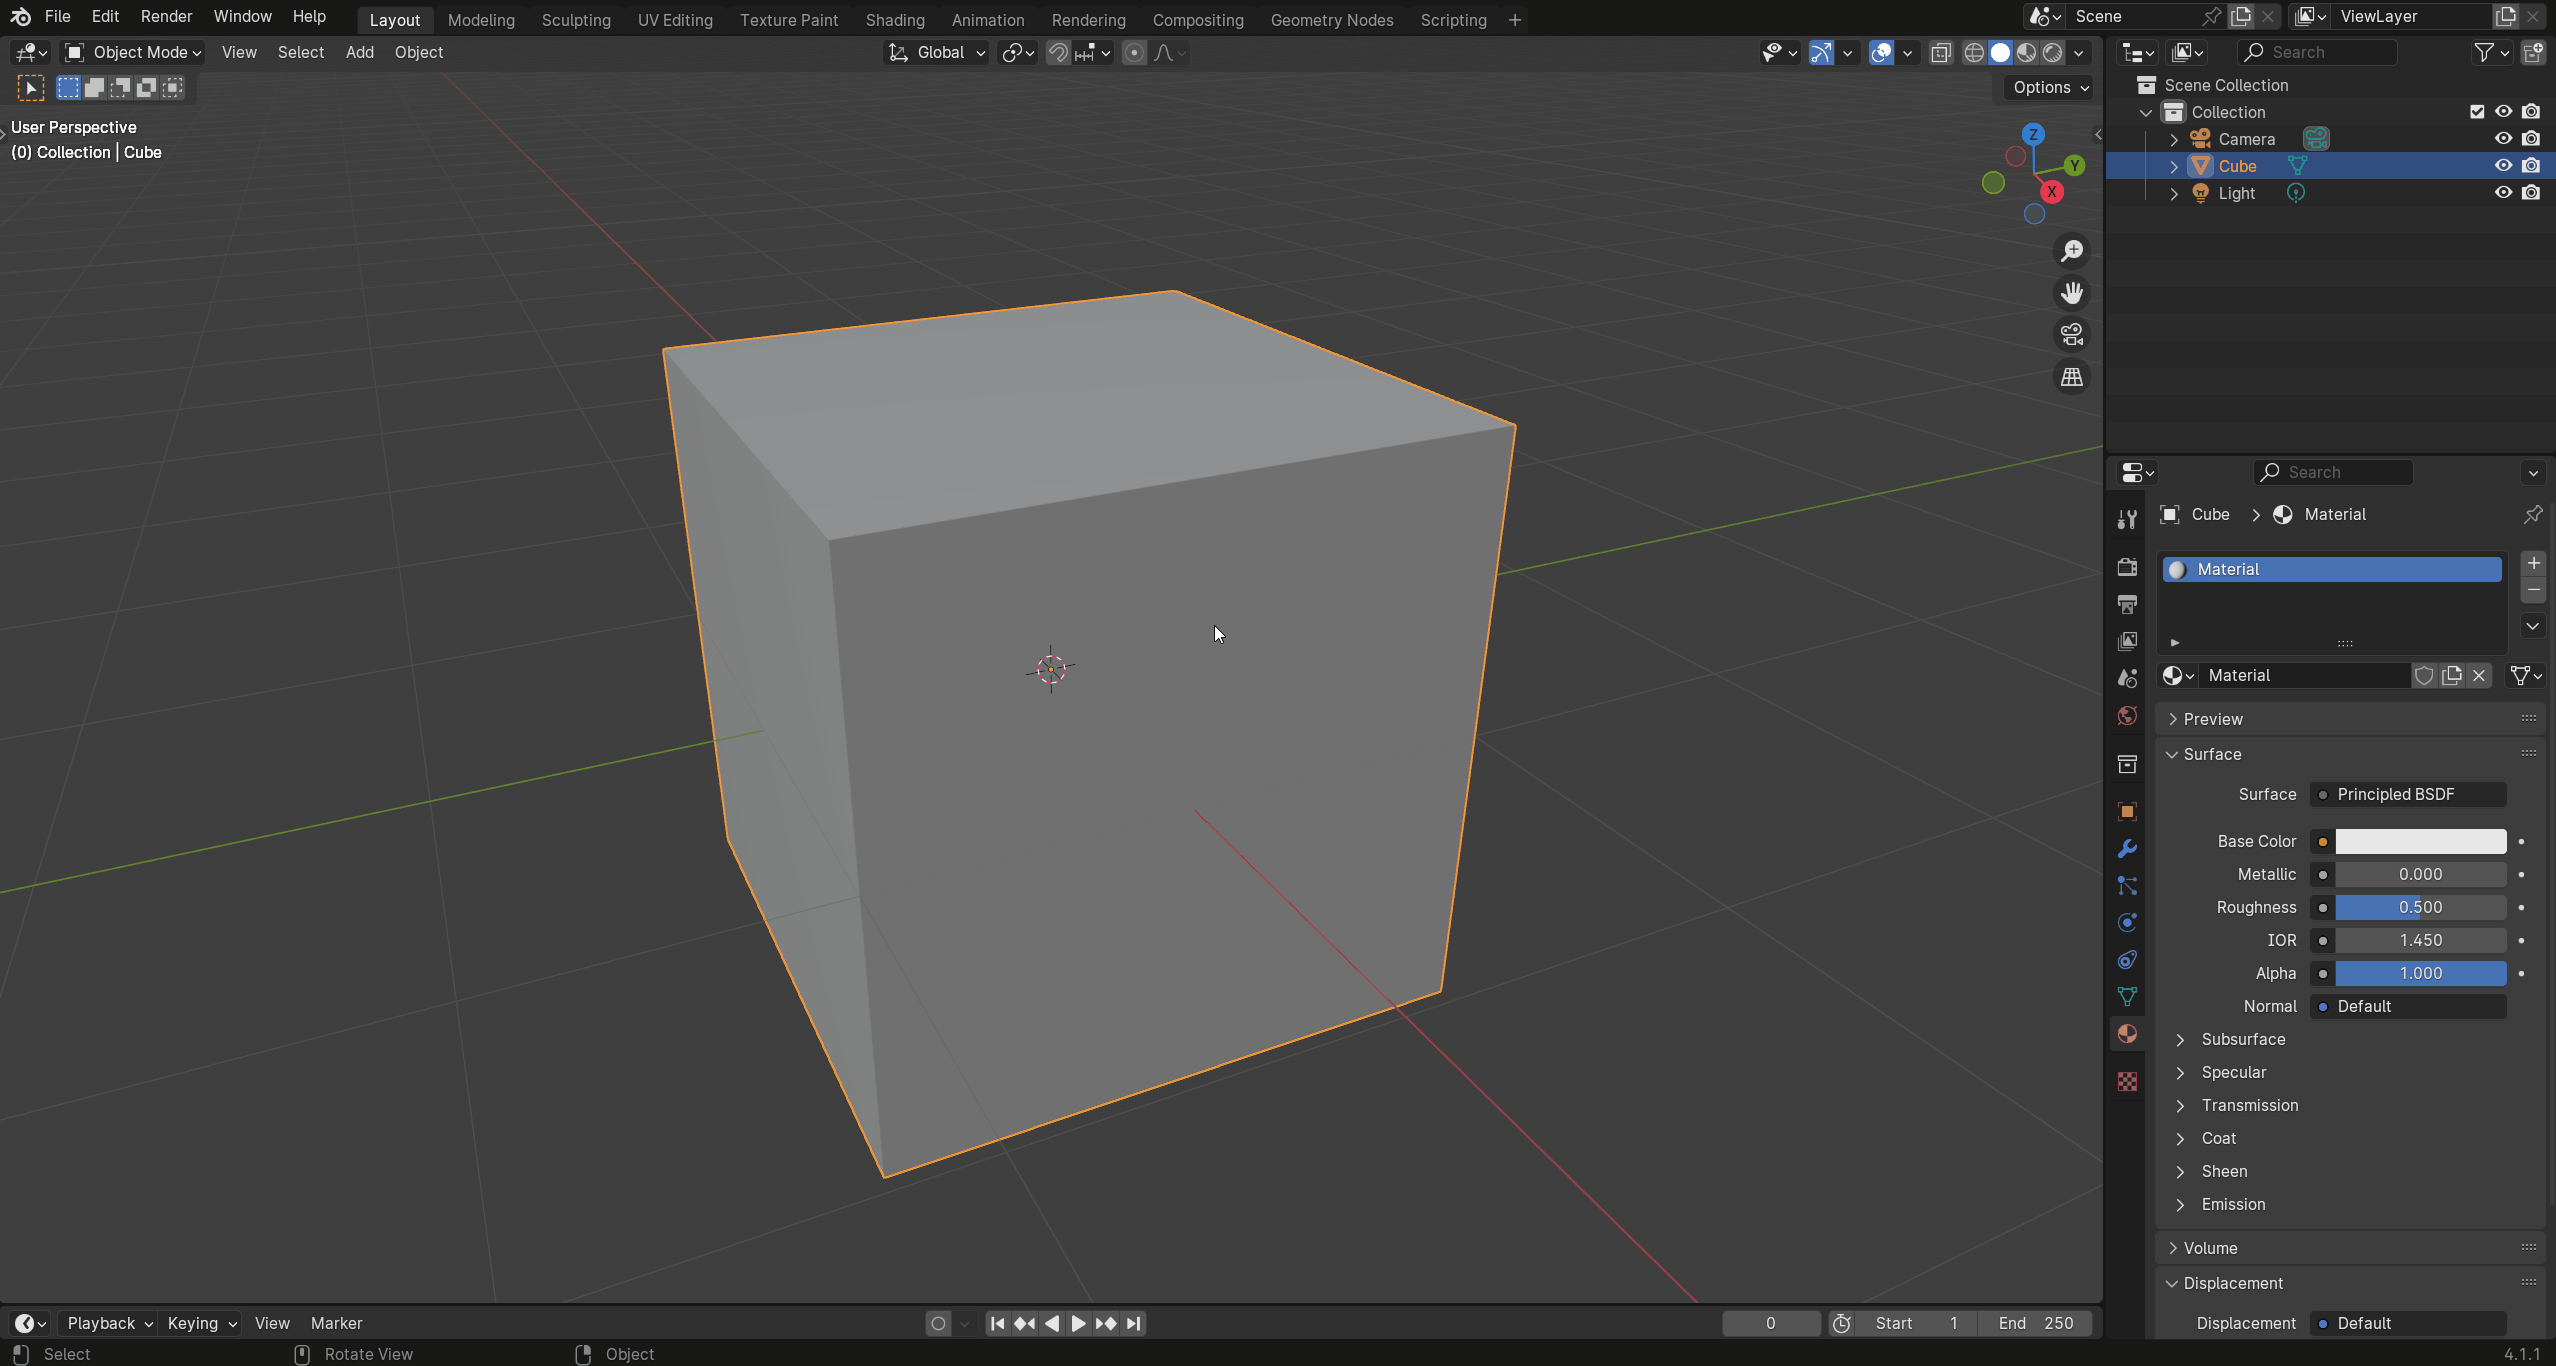 File Edit Render Window Help Layout Modeling Sculpting UV Editing Texture Paint Shading Animation Rendering Compositing Geometry Nodes Scripting + Scene ViewLayer
Object Mode View Select Add Object Global Search
Options
User Perspective
(0) Collection | Cube
Z
Y
X
Scene Collection
Collection
Camera
Cube
Light
Search
Cube > Material
Material
Material
Preview
Surface
Surface Principled BSDF
Base Color
Metallic 0.000
Roughness 0.500
IOR 1.450
Alpha 1.000
Normal Default
Subsurface
Specular
Transmission
Coat
Sheen
Emission
Volume
Displacement
Displacement Default
Playback Keying View Marker 0 Start 1 End 250
Select Rotate View Object 4.1.1